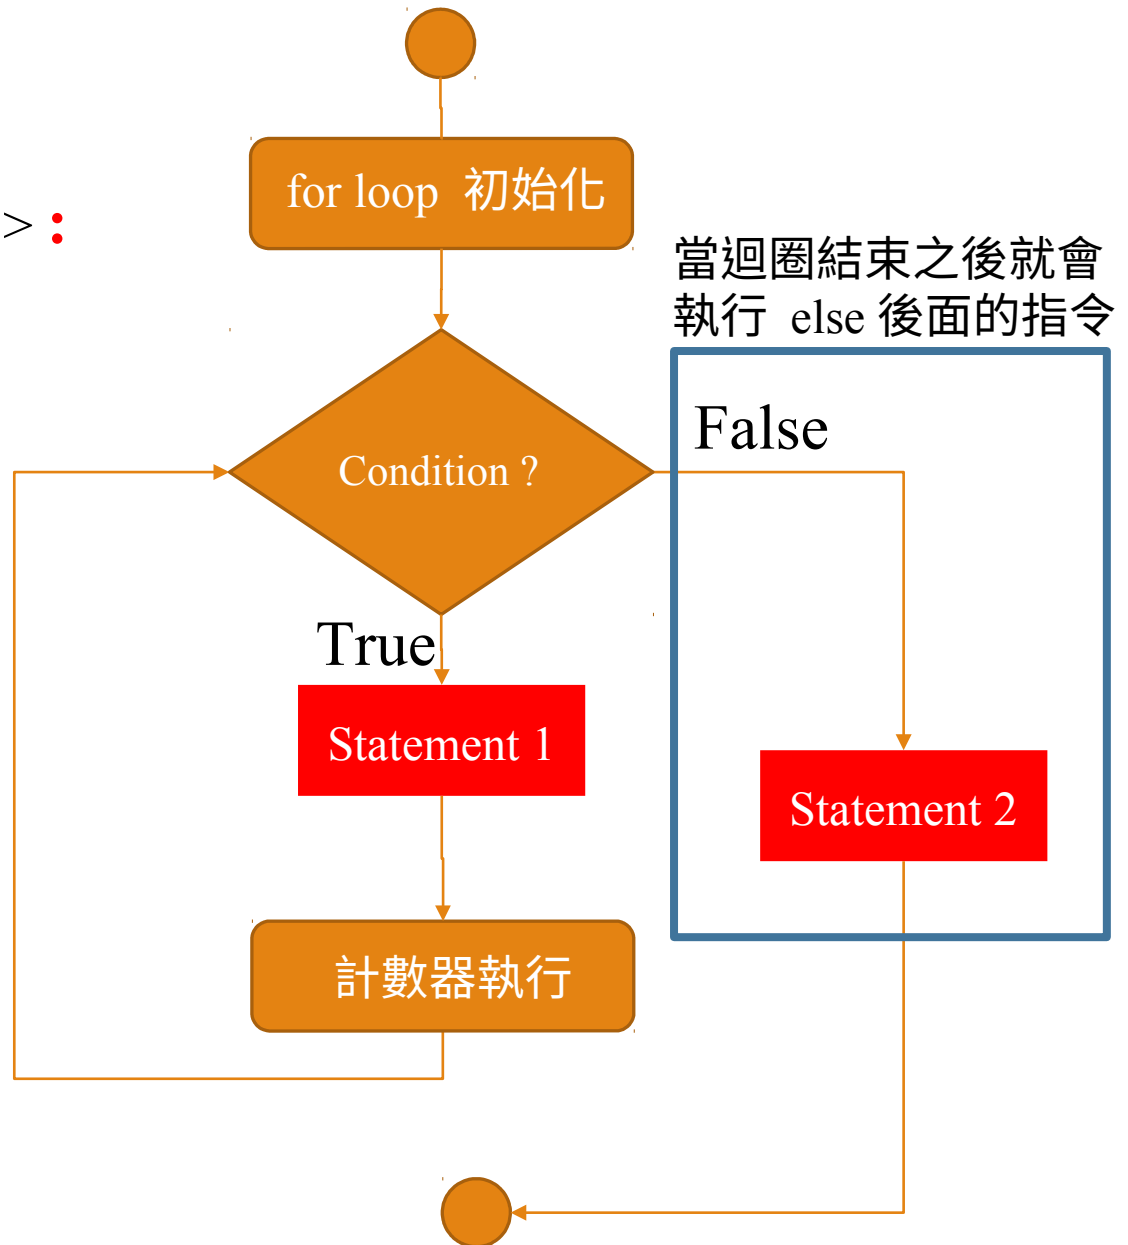 for loop 初始化
> :
當迴圈結束之後就會
執行 else 後面的指令
False
Condition ?
True
Statement 1
Statement 2
計數器執行